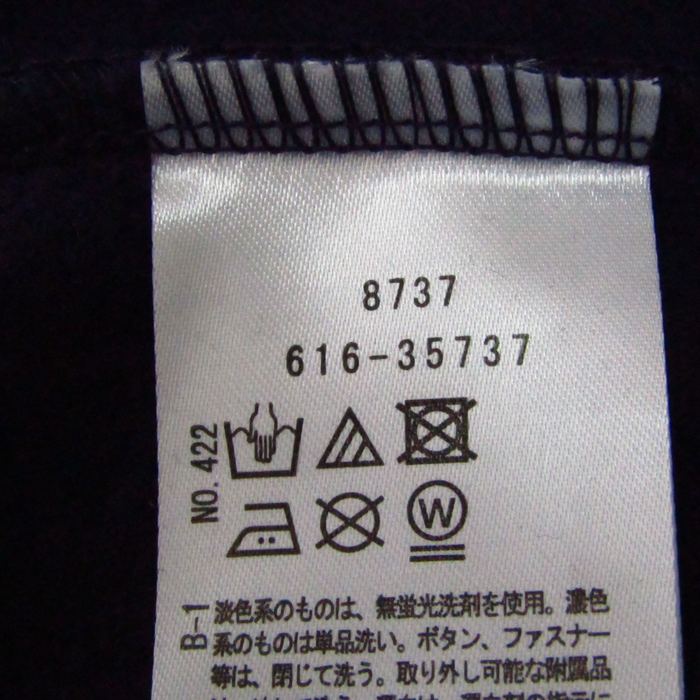 8737
616-35737
NO. 422
W
B-1
淡色系のものは、無蛍光洗剤を使用。濃色
系のものは単品洗い。ボタン、ファスナー
等は、閉じて洗う。取り外し可能な附属品